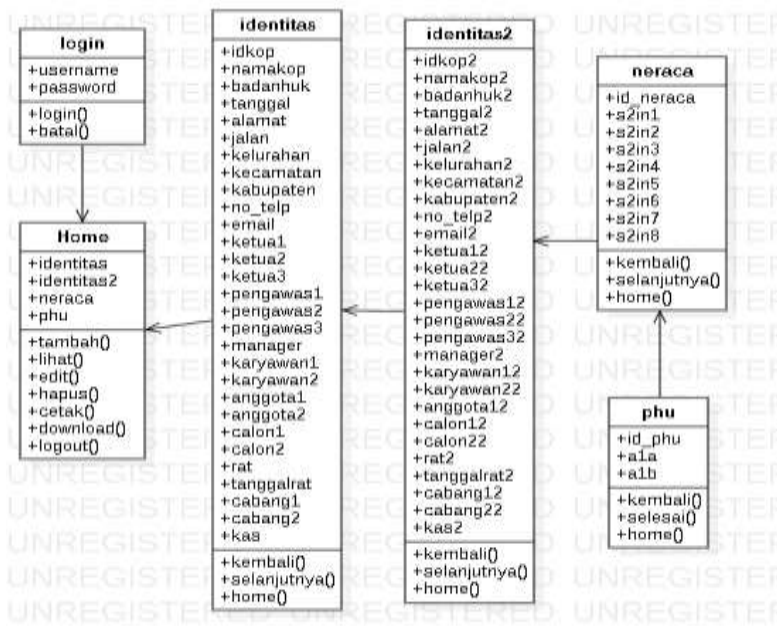 login
+username
+password
+login()
+batal()
Home
+identitas
+identitas2
+neraca
+phu
+tambah()
+lihat()
+edit()
+hapus()
+cetak()
+download()
+logout()
identitas
+idkop
+namakop
+badanhuk
+tanggal
+alamat
+jalan
+kelurahan
+kecamatan
+kabupaten
+no_telp
+email
+ketua1
+ketua2
+ketua3
+pengawas1
+pengawas2
+pengawas3
+manager
+karyawan1
+karyawan2
+anggota1
+anggota2
+calon1
+calon2
+rat
+tanggalrat
+cabang1
+cabang2
+kas
+kembali()
+selanjutnya()
+home()
identitas2
+idkop2
+namakop2
+badanhuk2
+tanggal2
+alamat2
+jalan2
+kelurahan2
+kecamatan2
+kabupaten2
+no_telp2
+email2
+ketua12
+ketua22
+ketua32
+pengawas12
+pengawas22
+pengawas32
+manager2
+karyawan12
+karyawan22
+anggota12
+calon12
+calon22
+rat2
+tanggalrat2
+cabang12
+cabang22
+kas2
+kembali()
+selanjutnya()
+home()
neraca
+id_neraca
+s2in1
+s2in2
+s2in3
+s2in4
+s2in5
+s2in6
+s2in7
+s2in8
+kembali()
+selanjutnya()
+home()
phu
+id_phu
+a1a
+a1b
+kembali()
+selesai()
+home()
UNREGISTERED